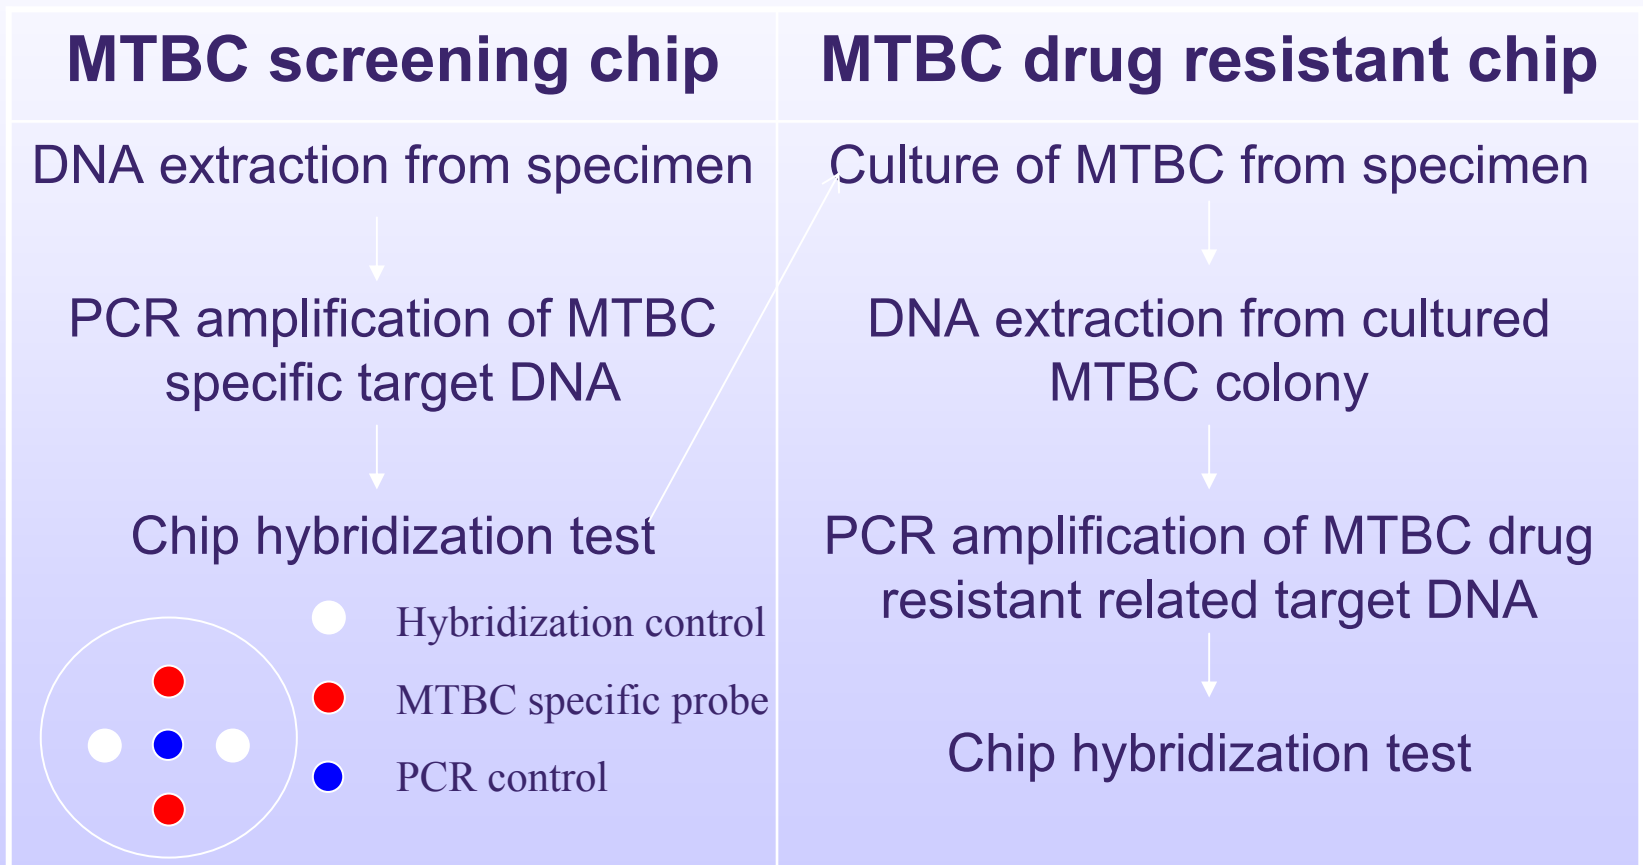 MTBC screening chip
DNA extraction from specimen
PCR amplification of MTBC
specific target DNA
Chip hybridization test
Hybridization control
MTBC specific probe
PCR control
MTBC drug resistant chip
Culture of MTBC from specimen
DNA extraction from cultured
MTBC colony
PCR amplification of MTBC drug
resistant related target DNA
Chip hybridization test